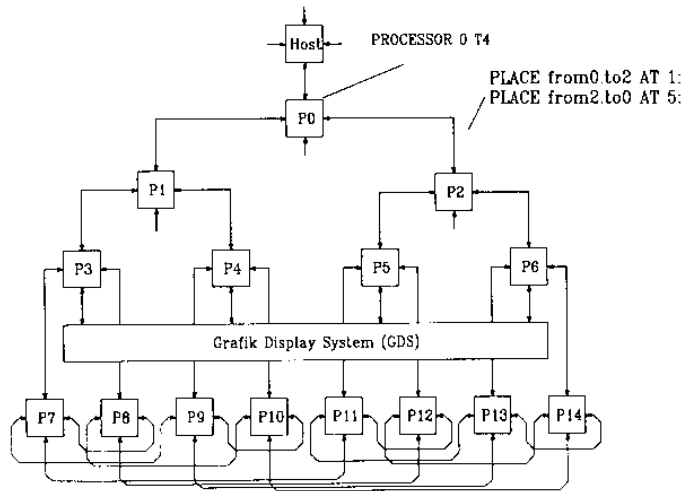 Host
PROCESSOR 0 T4
PLACE from0.to2 AT 1:
PLACE from2.to0 AT 5:
P0
P1
P2
P3
P4
P5
P6
Grafik Display System (GDS)
P7
P8
P9
P10
P11
P12
P13
P14